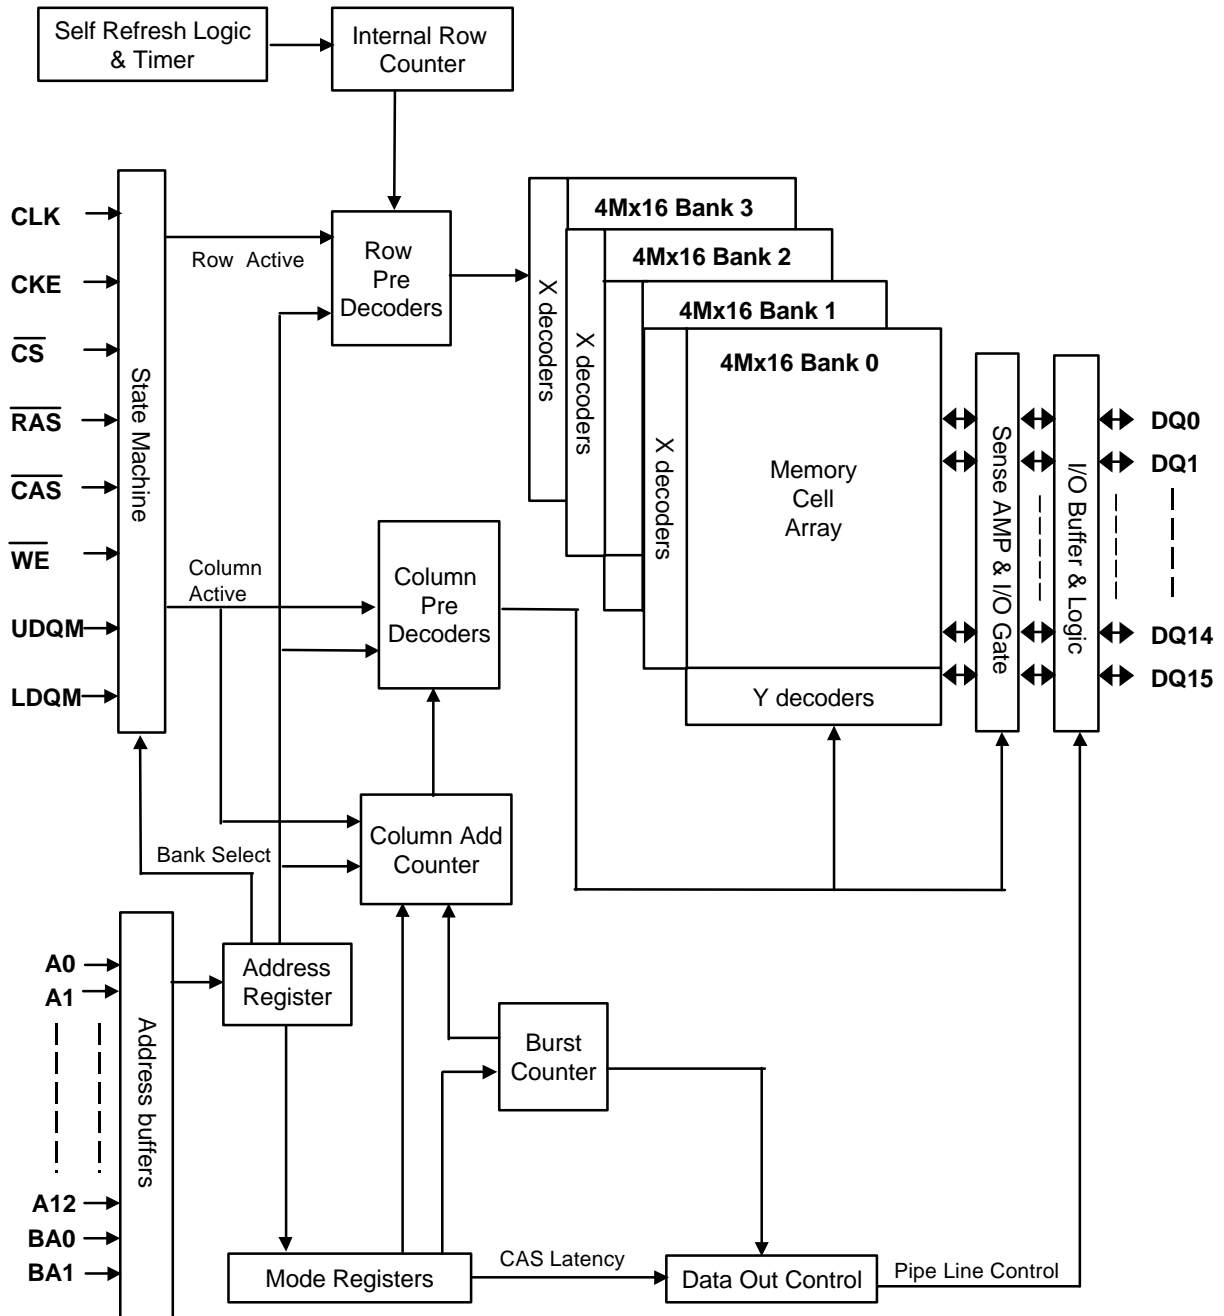 Self Refresh Logic
& Timer
Internal Row
Counter
CLK
CKE
CS
RAS
CAS
WE
UDQM
LDQM
State Machine
Row Active
Row
Pre
Decoders
Column
Active
Column
Pre
Decoders
4Mx16 Bank 3
4Mx16 Bank 2
4Mx16 Bank 1
4Mx16 Bank 0
X decoders
X decoders
X decoders
Memory
Cell
Array
Y decoders
Sense AMP & I/O Gate
I/O Buffer & Logic
DQ0
DQ1
DQ14
DQ15
Bank Select
Column Add
Counter
A0
A1
A12
BA0
BA1
Address buffers
Address
Register
Burst
Counter
Mode Registers
CAS Latency
Data Out Control
Pipe Line Control